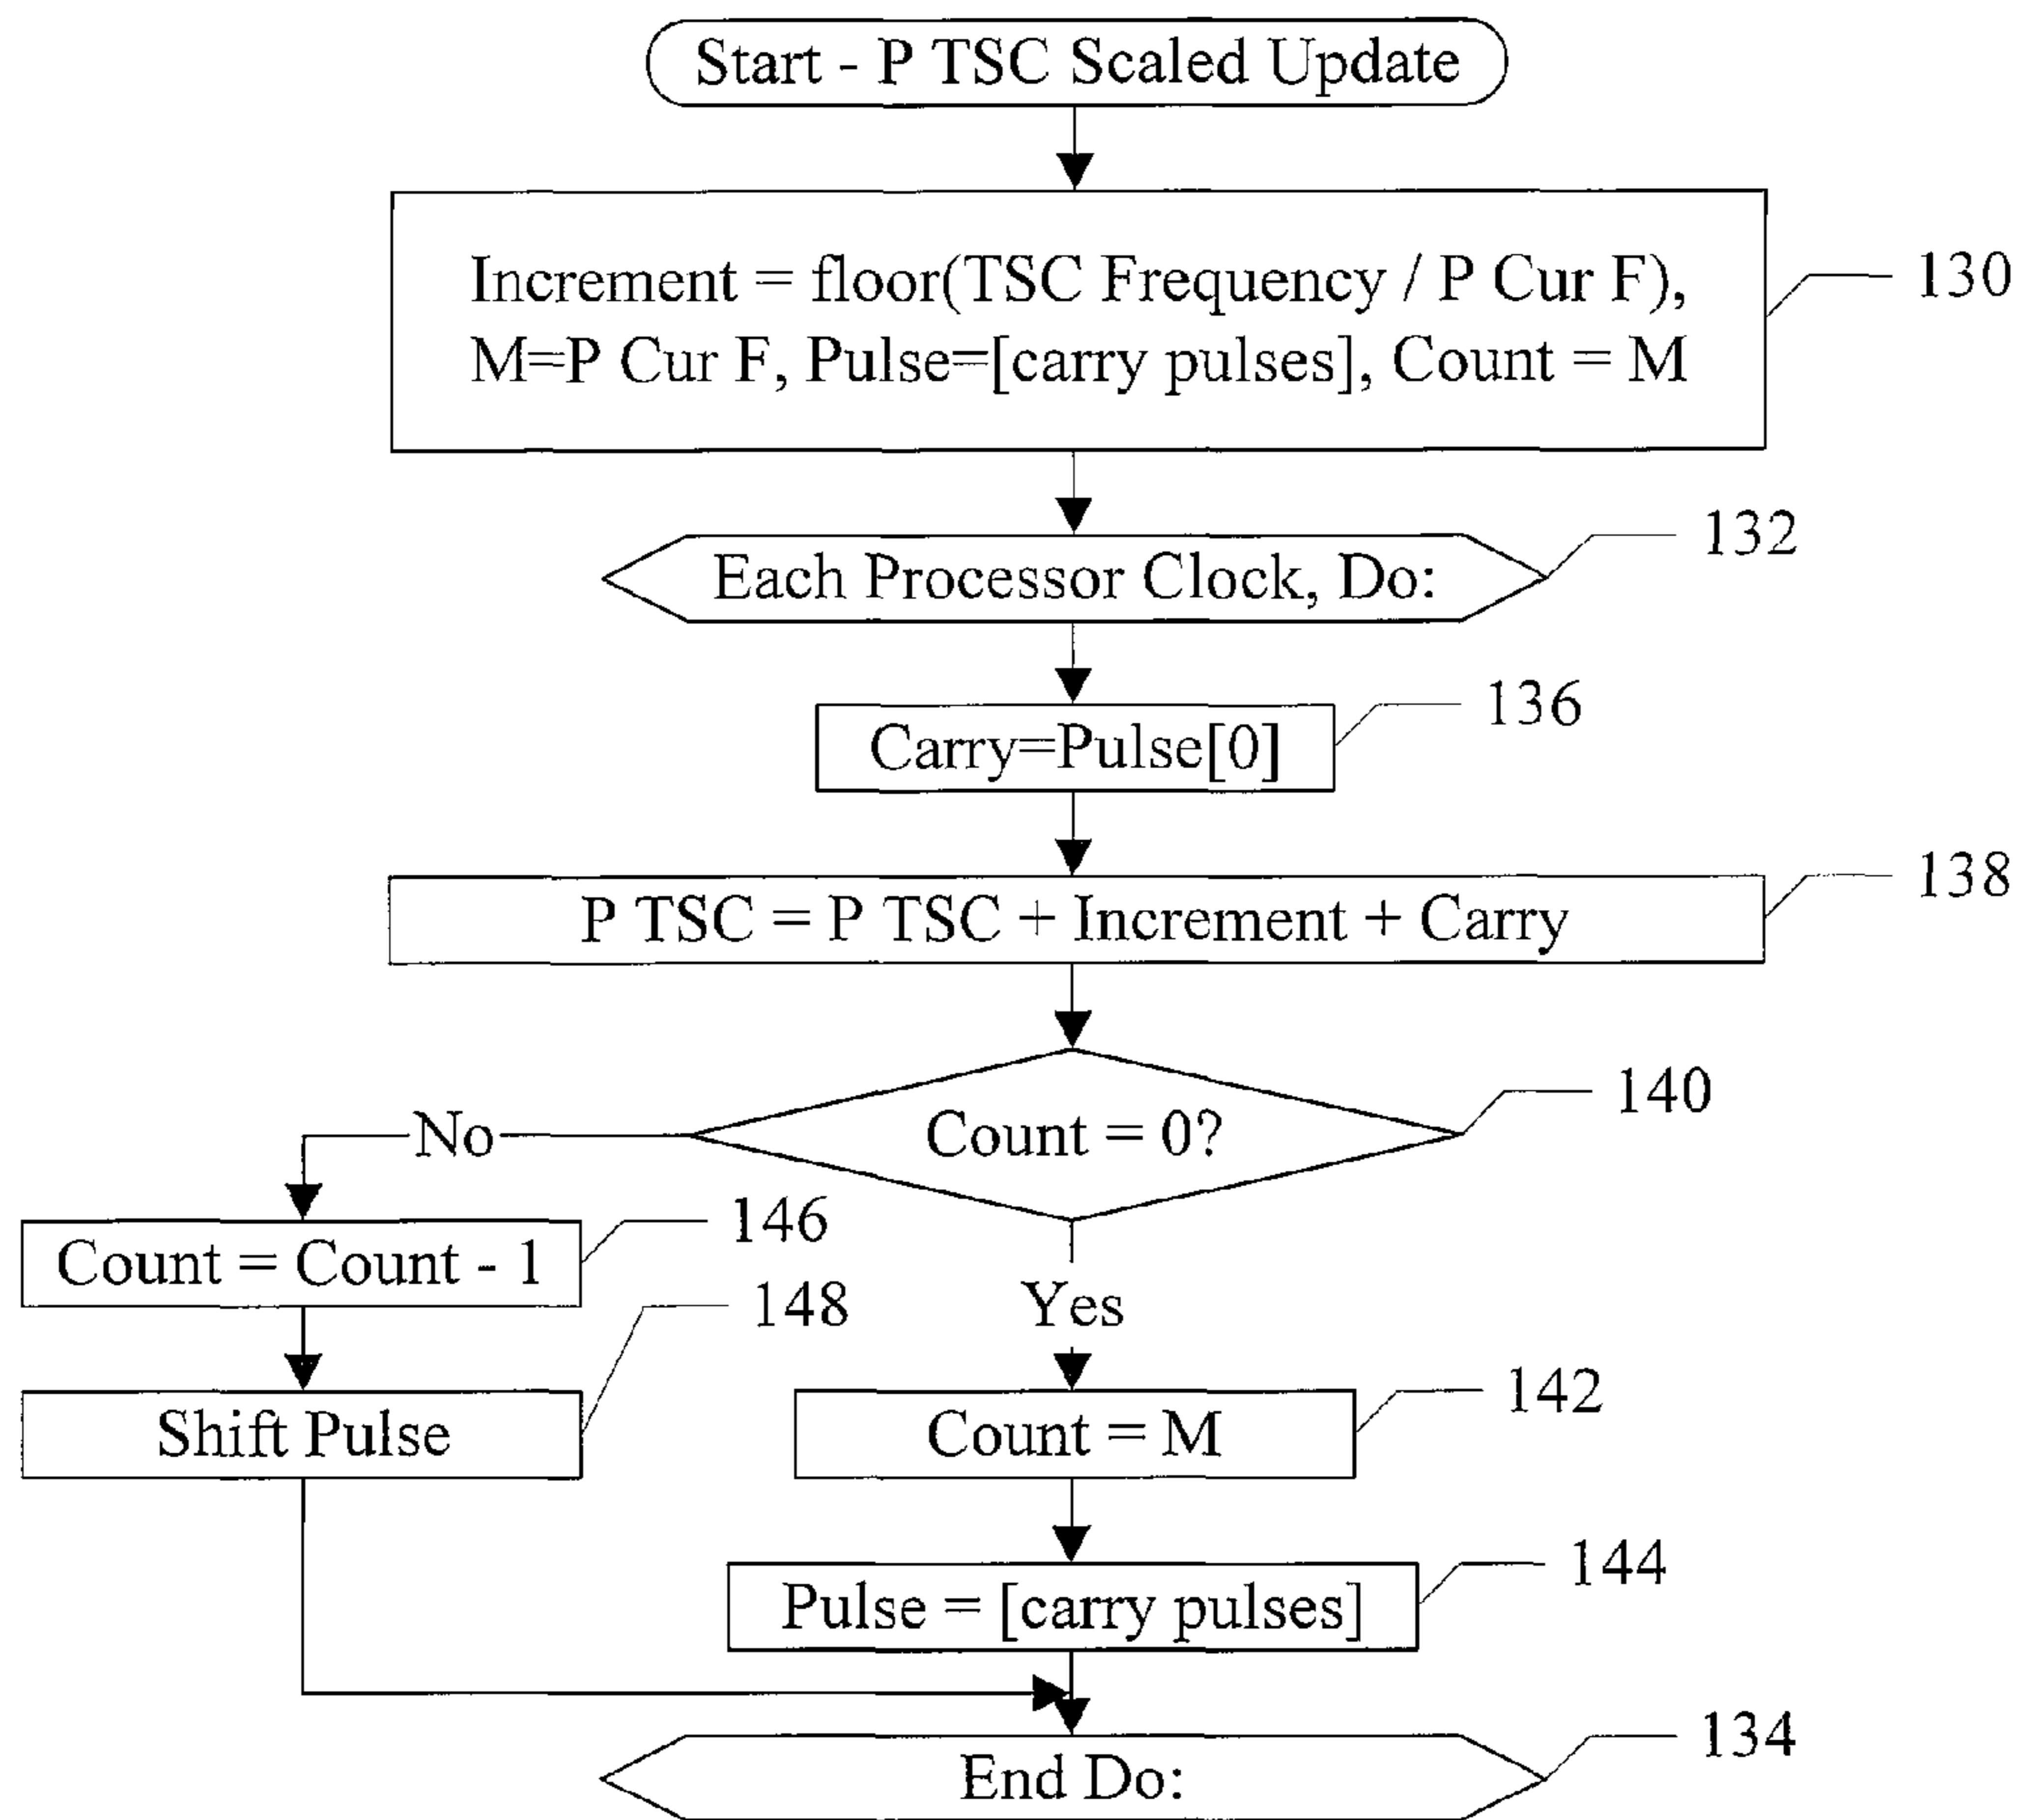 Start - P TSC Scaled Update
Increment = floor(TSC Frequency / P Cur F),
M=P Cur F, Pulse=[carry pulses], Count = M
130
Each Processor Clock, Do:
132
Carry=Pulse[0]
136
P TSC = P TSC + Increment + Carry
138
Count = 0?
140
No
Count = Count - 1
146
Yes
Shift Pulse
148
Count = M
142
Pulse = [carry pulses]
144
End Do:
134